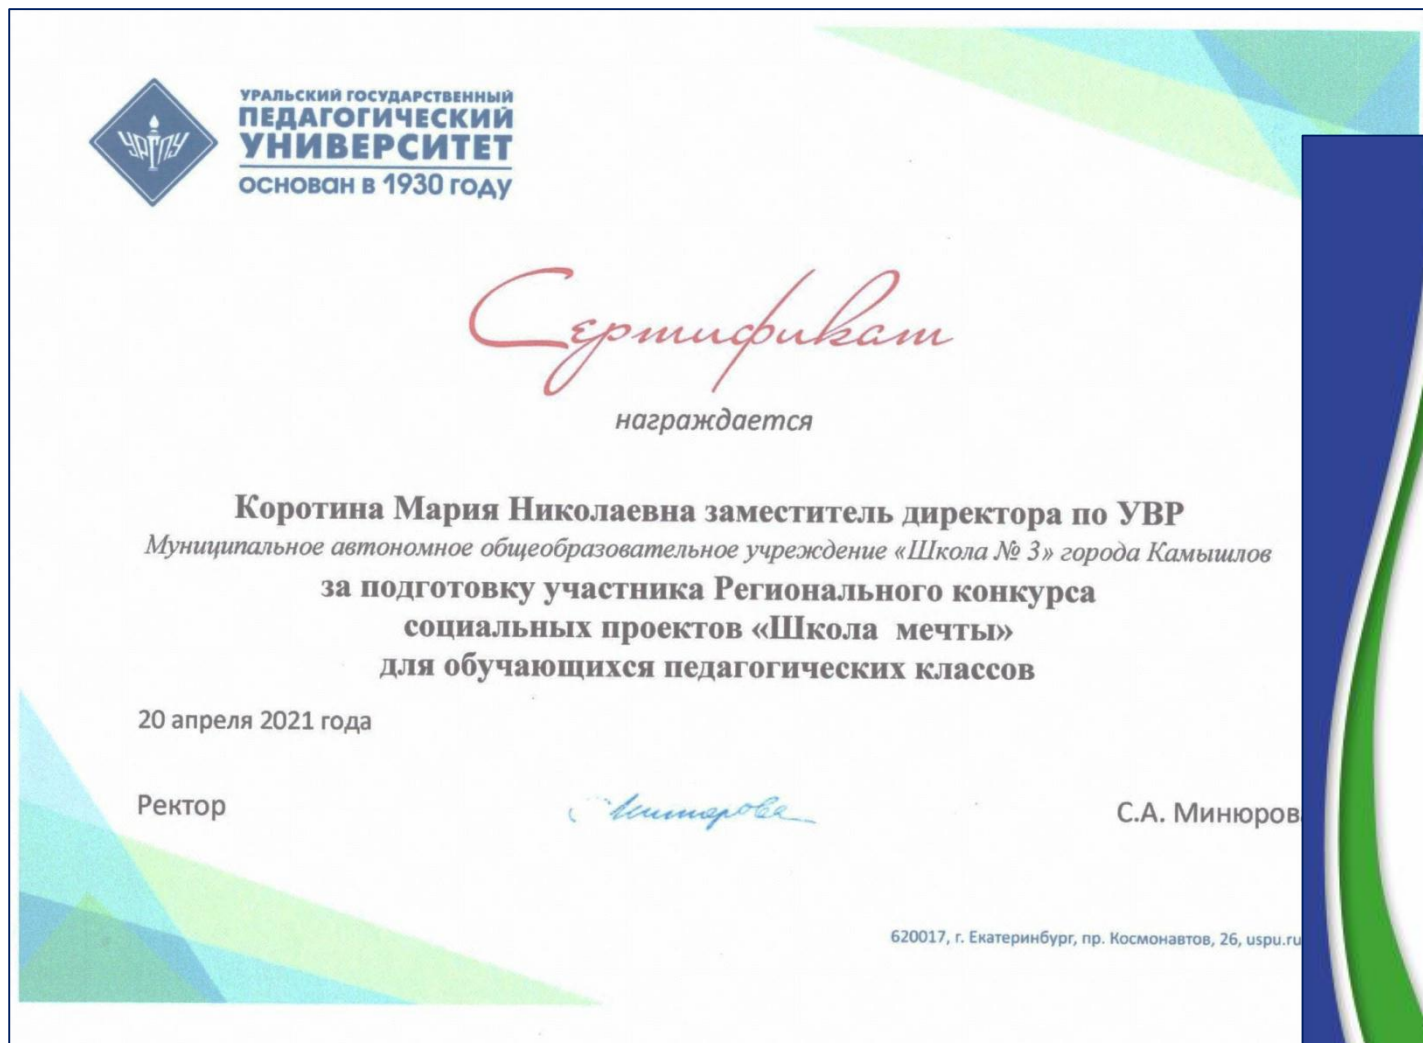 УРАЛЬСКИЙ ГОСУДАРСТВЕННЫЙ
ПЕДАГОГИЧЕСКИЙ
УНИВЕРСИТЕТ
ОСНОВАН В 1930 ГОДУ
УРГПУ
Сертификат
награждается
Коротина Мария Николаевна заместитель директора по УВР
Муниципальное автономное общеобразовательное учреждение «Школа № 3» города Камышлов
за подготовку участника Регионального конкурса
социальных проектов «Школа мечты»
для обучающихся педагогических классов
20 апреля 2021 года
Ректор
С.А. Минюрова
620017, г. Екатеринбург, пр. Космонавтов, 26, uspu.ru